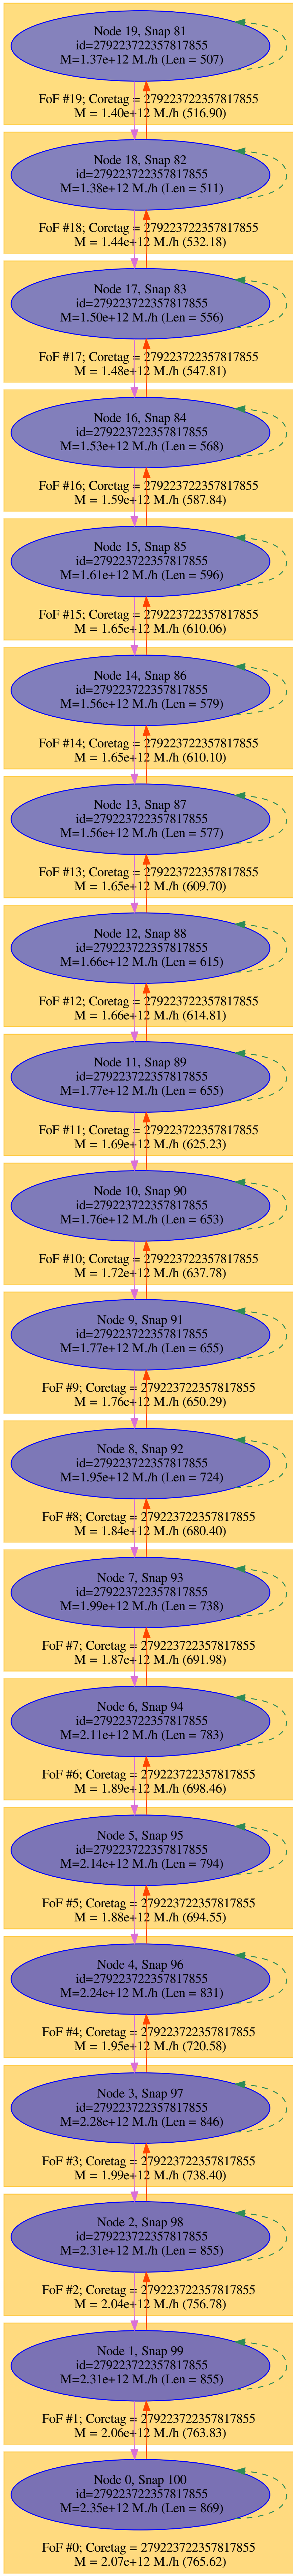 Node 19, Snap 81
id=279223722357817855
M=1.37e+12 M./h (Len = 507)
FoF #19; Coretag = 279223722357817855
M = 1.40e+12 M./h (516.90)
Node 18, Snap 82
id=279223722357817855
M=1.38e+12 M./h (Len = 511)
FoF #18; Coretag = 279223722357817855
M = 1.44e+12 M./h (532.18)
Node 17, Snap 83
id=279223722357817855
M=1.50e+12 M./h (Len = 556)
FoF #17; Coretag = 279223722357817855
M = 1.48e+12 M./h (547.81)
Node 16, Snap 84
id=279223722357817855
M=1.53e+12 M./h (Len = 568)
FoF #16; Coretag = 279223722357817855
M = 1.59e+12 M./h (587.84)
Node 15, Snap 85
id=279223722357817855
M=1.61e+12 M./h (Len = 596)
FoF #15; Coretag = 279223722357817855
M = 1.65e+12 M./h (610.06)
Node 14, Snap 86
id=279223722357817855
M=1.56e+12 M./h (Len = 579)
FoF #14; Coretag = 279223722357817855
M = 1.65e+12 M./h (610.10)
Node 13, Snap 87
id=279223722357817855
M=1.56e+12 M./h (Len = 577)
FoF #13; Coretag = 279223722357817855
M = 1.65e+12 M./h (609.70)
Node 12, Snap 88
id=279223722357817855
M=1.66e+12 M./h (Len = 615)
FoF #12; Coretag = 279223722357817855
M = 1.66e+12 M./h (614.81)
Node 11, Snap 89
id=279223722357817855
M=1.77e+12 M./h (Len = 655)
FoF #11; Coretag = 279223722357817855
M = 1.69e+12 M./h (625.23)
Node 10, Snap 90
id=279223722357817855
M=1.76e+12 M./h (Len = 653)
FoF #10; Coretag = 279223722357817855
M = 1.72e+12 M./h (637.78)
Node 9, Snap 91
id=279223722357817855
M=1.77e+12 M./h (Len = 655)
FoF #9; Coretag = 279223722357817855
M = 1.76e+12 M./h (650.29)
Node 8, Snap 92
id=279223722357817855
M=1.95e+12 M./h (Len = 724)
FoF #8; Coretag = 279223722357817855
M = 1.84e+12 M./h (680.40)
Node 7, Snap 93
id=279223722357817855
M=1.99e+12 M./h (Len = 738)
FoF #7; Coretag = 279223722357817855
M = 1.87e+12 M./h (691.98)
Node 6, Snap 94
id=279223722357817855
M=2.11e+12 M./h (Len = 783)
FoF #6; Coretag = 279223722357817855
M = 1.89e+12 M./h (698.46)
Node 5, Snap 95
id=279223722357817855
M=2.14e+12 M./h (Len = 794)
FoF #5; Coretag = 279223722357817855
M = 1.88e+12 M./h (694.55)
Node 4, Snap 96
id=279223722357817855
M=2.24e+12 M./h (Len = 831)
FoF #4; Coretag = 279223722357817855
M = 1.95e+12 M./h (720.58)
Node 3, Snap 97
id=279223722357817855
M=2.28e+12 M./h (Len = 846)
FoF #3; Coretag = 279223722357817855
M = 1.99e+12 M./h (738.40)
Node 2, Snap 98
id=279223722357817855
M=2.31e+12 M./h (Len = 855)
FoF #2; Coretag = 279223722357817855
M = 2.04e+12 M./h (756.78)
Node 1, Snap 99
id=279223722357817855
M=2.31e+12 M./h (Len = 855)
FoF #1; Coretag = 279223722357817855
M = 2.06e+12 M./h (763.83)
Node 0, Snap 100
id=279223722357817855
M=2.35e+12 M./h (Len = 869)
FoF #0; Coretag = 279223722357817855
M = 2.07e+12 M./h (765.62)